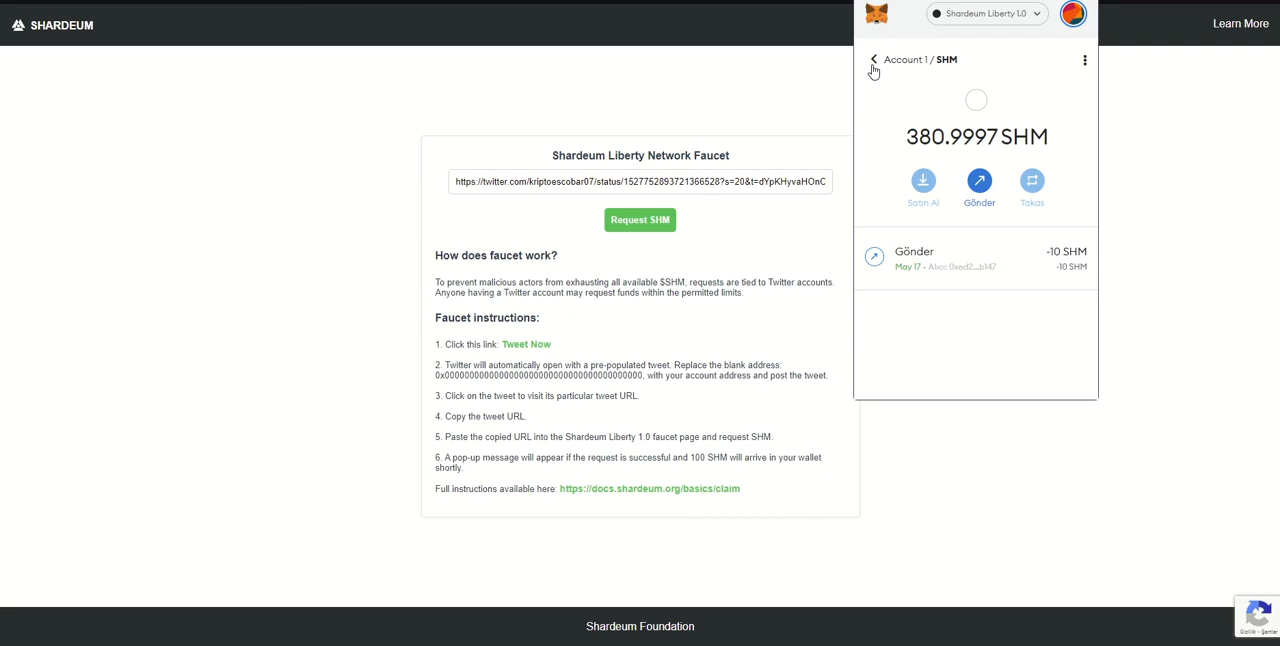 SHARDEUM
Learn More
Shardeum Liberty 1.0
Account 1 / SHM
380.9997 SHM
Satın Al
Gönder
Takas
Gönder
-10 SHM
May 17 · Alıcı: 0xed2...b147
-10 SHM
Shardeum Liberty Network Faucet
https://twitter.com/kriptoescobar07/status/1527752893721366528?s=20&t=dYpKHyvaHOnC
Request SHM
How does faucet work?
To prevent malicious actors from exhausting all available $SHM, requests are tied to Twitter accounts.
Anyone having a Twitter account may request funds within the permitted limits.
Faucet instructions:
1. Click this link: Tweet Now
2. Twitter will automatically open with a pre-populated tweet. Replace the blank address:
0x0000000000000000000000000000000000000000, with your account address and post the tweet.
3. Click on the tweet to visit its particular tweet URL.
4. Copy the tweet URL.
5. Paste the copied URL into the Shardeum Liberty 1.0 faucet page and request SHM.
6. A pop-up message will appear if the request is successful and 100 SHM will arrive in your wallet
shortly.
Full instructions available here: https://docs.shardeum.org/basics/claim
Shardeum Foundation
Gizlilik - Şartlar